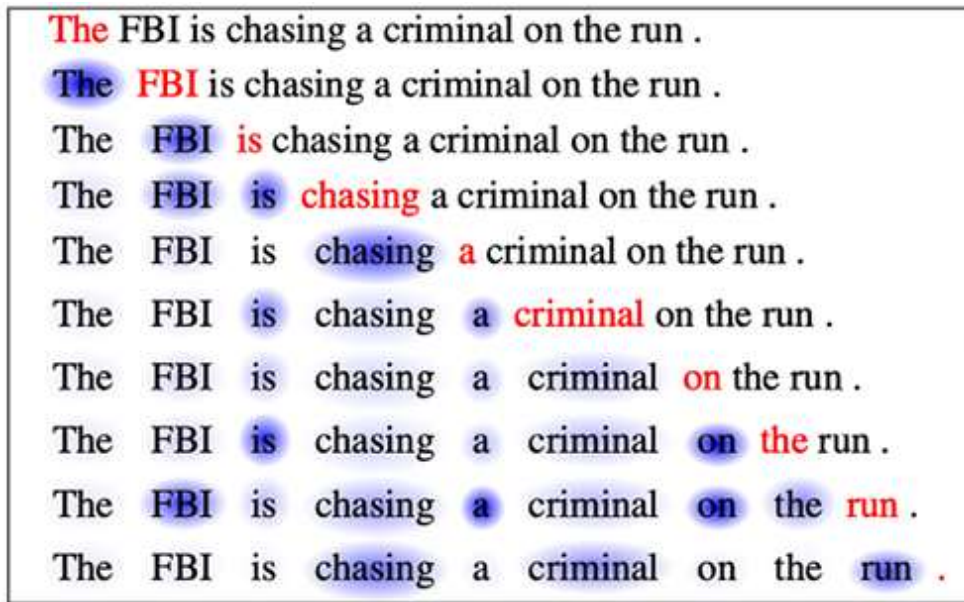 The FBI is chasing a criminal on the run .
The FBI is chasing a criminal on the run .
The FBI is chasing a criminal on the run .
The FBI is chasing a criminal on the run .
The FBI is chasing a criminal on the run .
The FBI is chasing a criminal on the run .
The FBI is chasing a criminal on the run .
The FBI is chasing a criminal on the run .
The FBI is chasing a criminal on the run .
The FBI is chasing a criminal on the run .